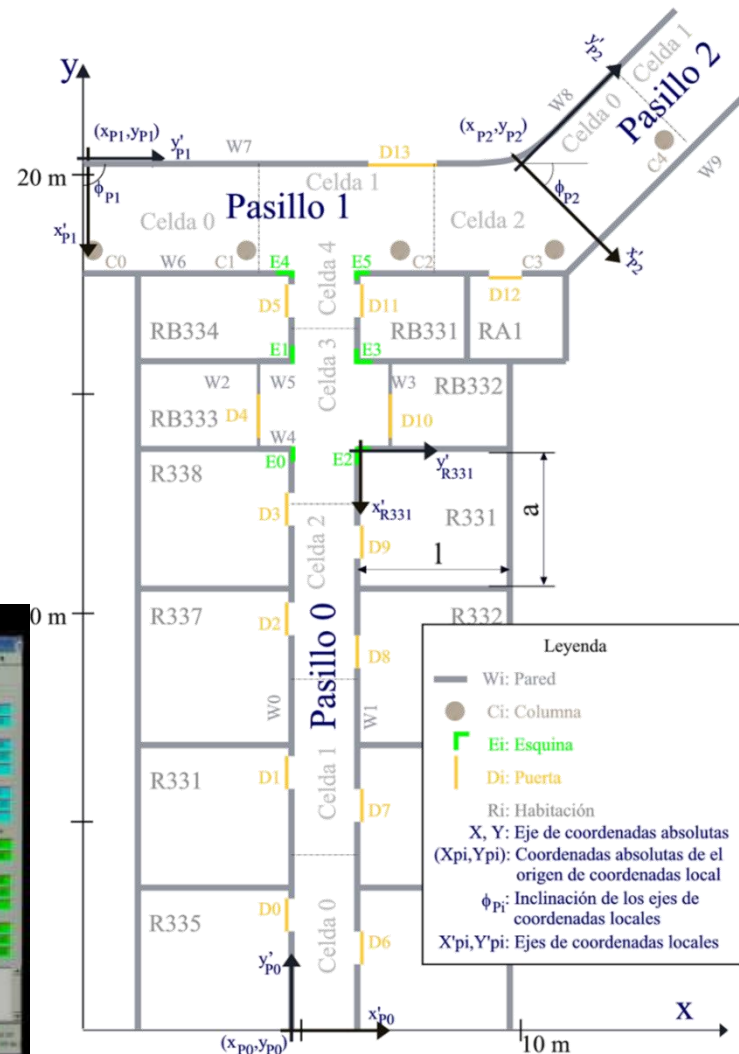 y
(xP1,yP1)
y'P1
W7
D13
(xP2,yP2)
y'P2
W8
Celda 0
Celda 1
Pasillo 2
C4
W9
20 m
ϕP1
x'P1
Celda 0
Pasillo 1
Celda 1
Celda 2
ϕP2
x'P2
C0
W6
C1
E4
Celda 4
E5
C2
C3
D5
D11
D12
RB334
RB331
RA1
E1
E3
Celda 3
W2
W5
W3
RB332
RB333
D4
D10
W4
E0
E2
y'R331
R338
x'R331
R331
a
D3
Celda 2
D9
l
0 m
R337
D2
Pasillo 0
R332
D8
W0
W1
R331
D1
Celda 1
D7
R335
D0
Celda 0
D6
y'P0
x'P0
(xP0,yP0)
10 m
X
Leyenda
Wi: Pared
Ci: Columna
Ei: Esquina
Di: Puerta
Ri: Habitación
X, Y: Eje de coordenadas absolutas
(Xpi,Ypi): Coordenadas absolutas de el
origen de coordenadas local
ϕPi: Inclinación de los ejes de
coordenadas locales
X'pi,Y'pi: Ejes de coordenadas locales